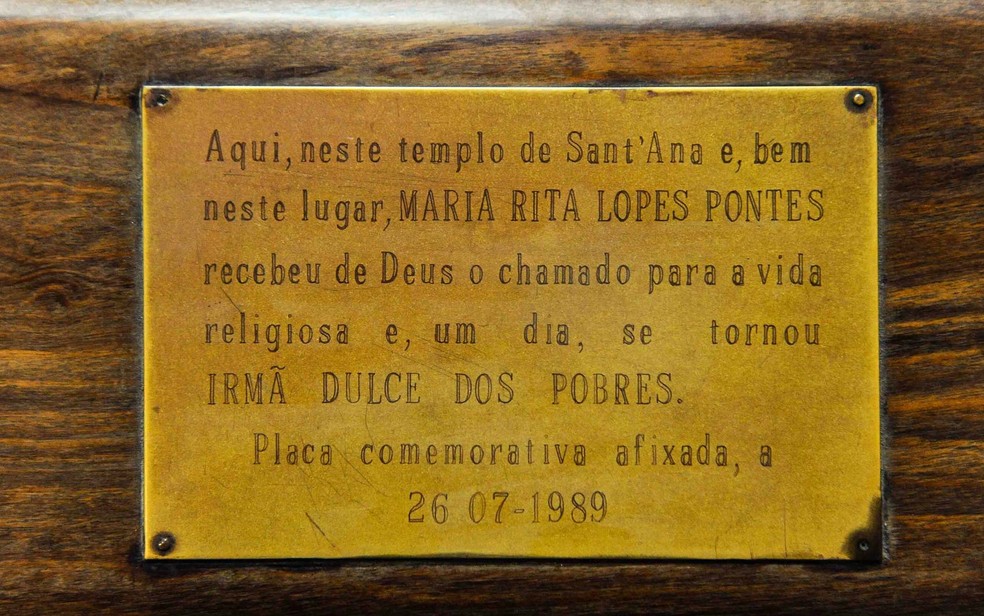 Aqui, neste templo de Sant'Ana e, bem
neste lugar, MARIA RITA LOPES PONTES
recebeu de Deus o chamado para a vida
religiosa e, um dia, se tornou
IRMÃ DULCE DOS POBRES.
Placa comemorativa afixada, a
26 07-1989